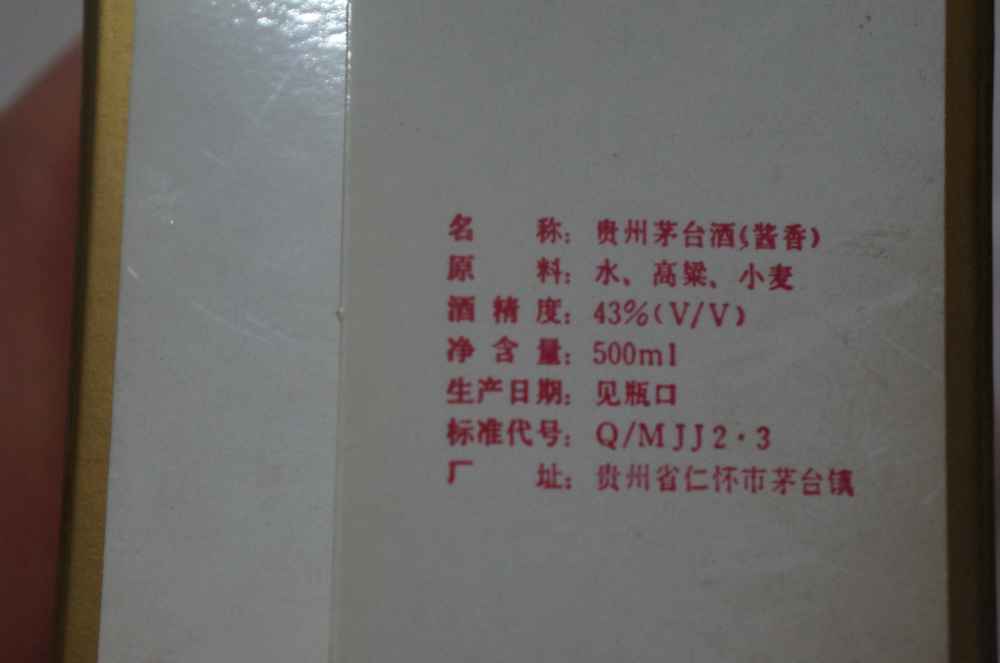 名 称：贵州茅台酒(酱香)
原 料：水、高粱、小麦
酒 精 度：43%(V/V)
净 含 量：500ml
生产日期：见瓶口
标准代号：Q/MJJ2·3
厂 址：贵州省仁怀市茅台镇